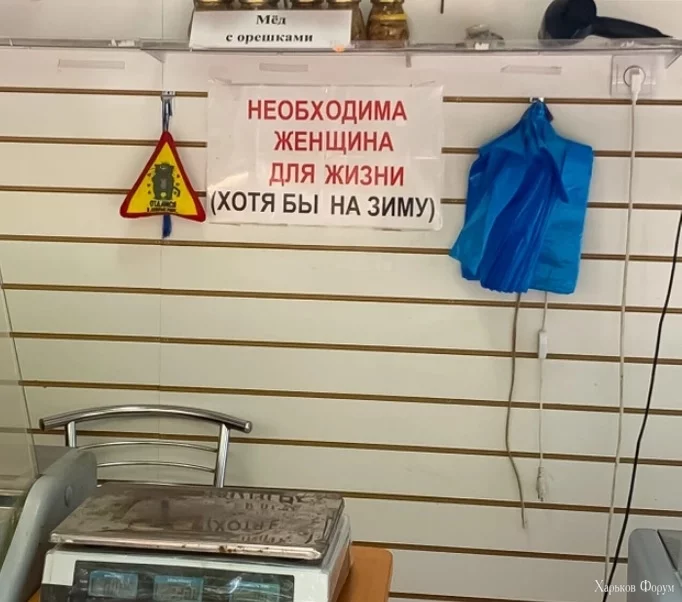 Мёд
с орешками
НЕОБХОДИМА
ЖЕНЩИНА
ДЛЯ ЖИЗНИ
(ХОТЯ БЫ НА ЗИМУ)
Харьков Форум